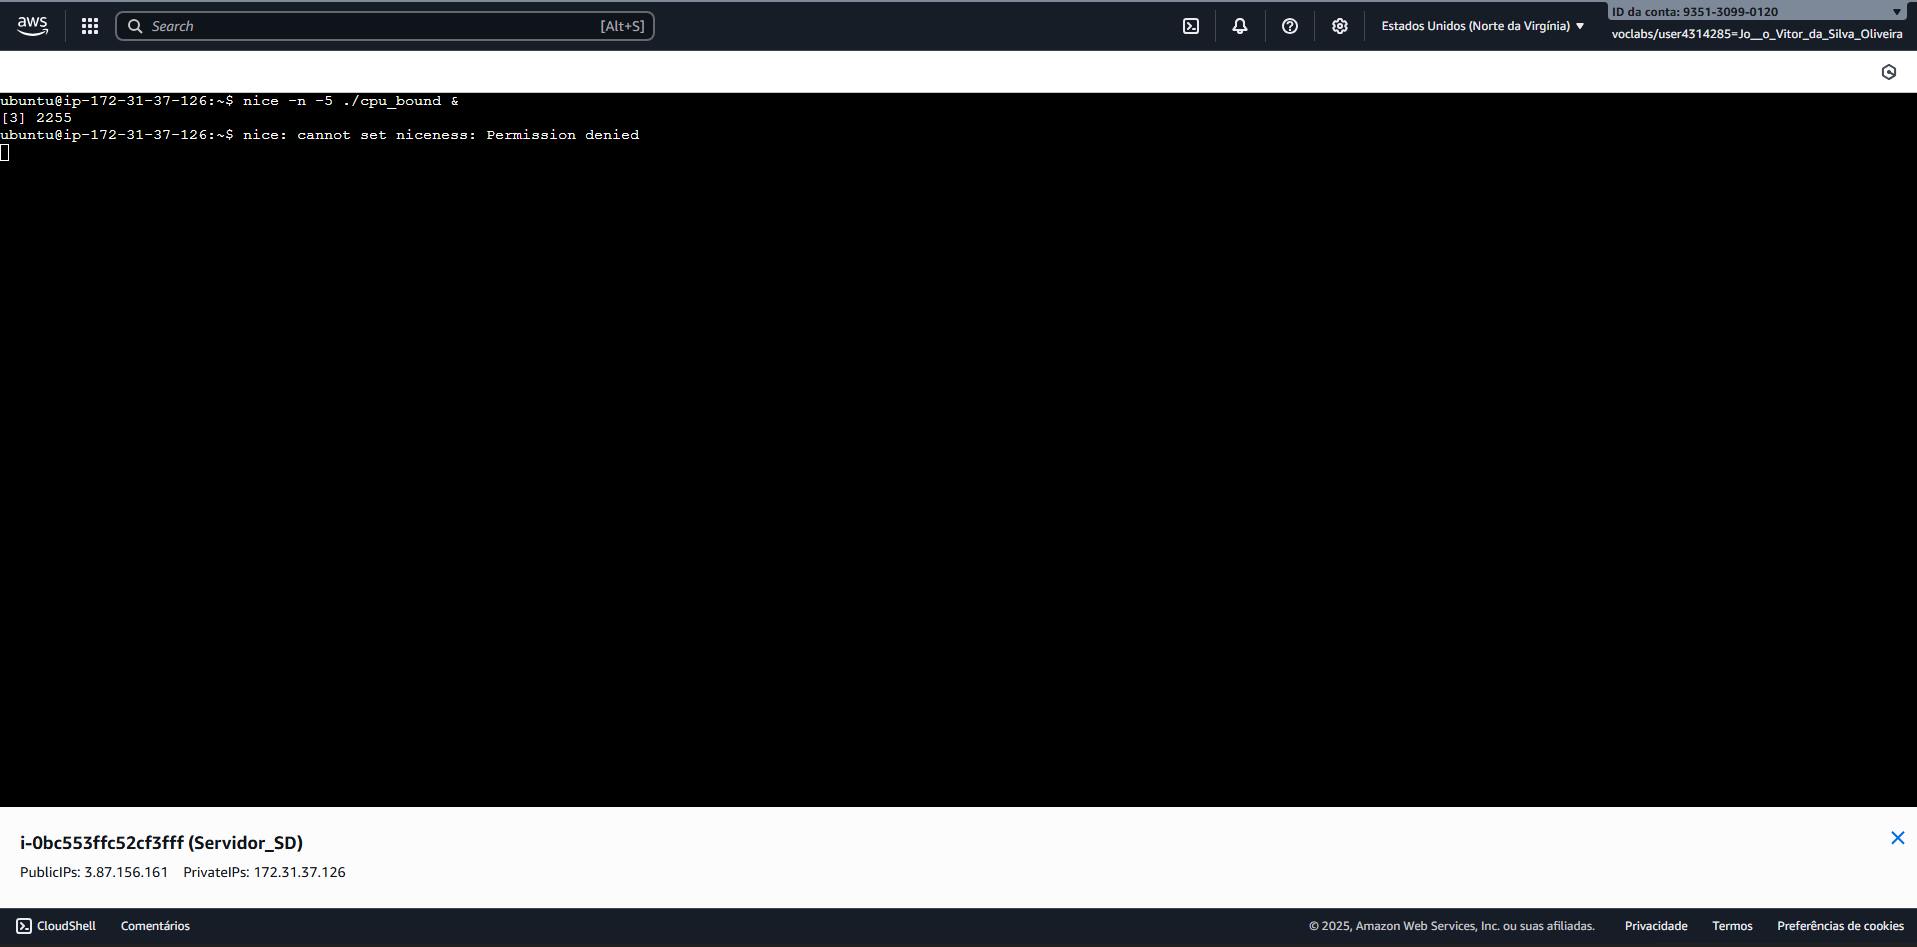 aws
Search [Alt+S]
Estados Unidos (Norte da Virgínia)
ID da conta: 9351-3099-0120
voclabs/user4314285=Jo__o_Vitor_da_Silva_Oliveira
ubuntu@ip-172-31-37-126:~$ nice -n -5 ./cpu_bound &
[3] 2255
ubuntu@ip-172-31-37-126:~$ nice: cannot set niceness: Permission denied
i-0bc553ffc52cf3fff (Servidor_SD)
PublicIPs: 3.87.156.161 PrivateIPs: 172.31.37.126
CloudShell Comentários © 2025, Amazon Web Services, Inc. ou suas afiliadas. Privacidade Termos Preferências de cookies